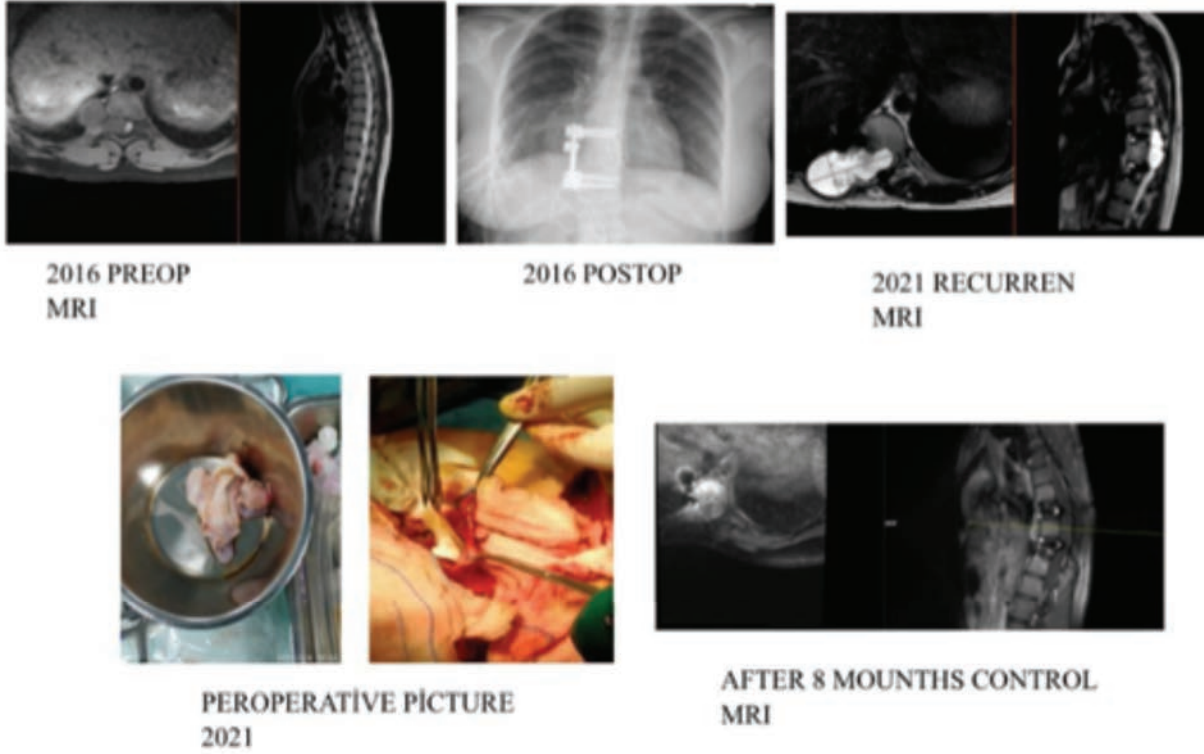 2016 PREOP
MRI
2016 POSTOP
2021 RECURREN
MRI
PEROPERATİVE PİCTURE
2021
AFTER 8 MOUNTHS CONTROL
MRI